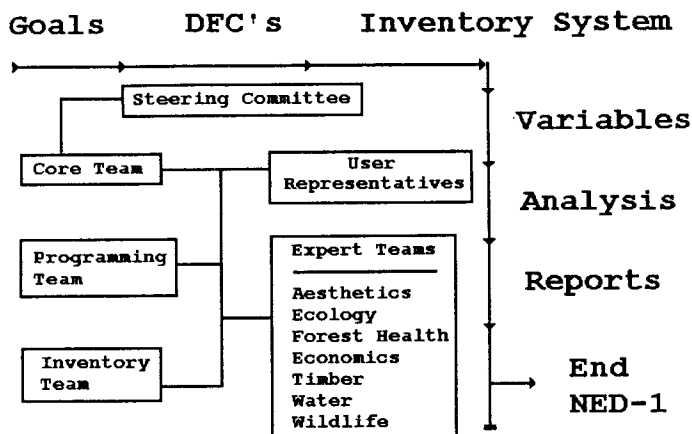 Goals DFC's Inventory System
Steering Committee
Variables
Core Team
User
Representatives
Analysis
Programming
Team
Expert Teams
Aesthetics
Ecology
Forest Health
Economics
Timber
Water
Wildlife
Reports
Inventory
Team
End
NED-1